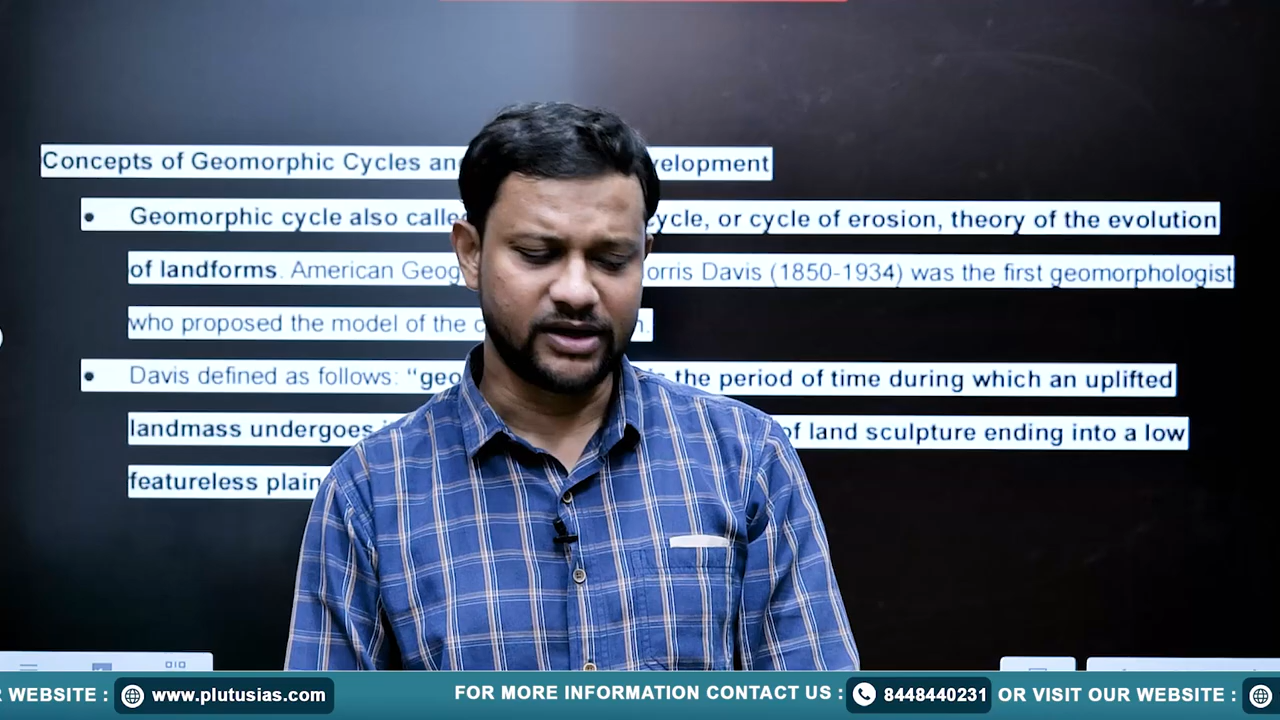 Concepts of Geomorphic Cycles an velopment
• Geomorphic cycle also calle cycle, or cycle of erosion, theory of the evolution
of landforms. American Geog orris Davis (1850-1934) was the first geomorphologist
who proposed the model of the c n.
• Davis defined as follows: “geo is the period of time during which an uplifted
landmass undergoes i of land sculpture ending into a low
featureless plain
R WEBSITE : www.plutusias.com FOR MORE INFORMATION CONTACT US : 8448440231 OR VISIT OUR WEBSITE :